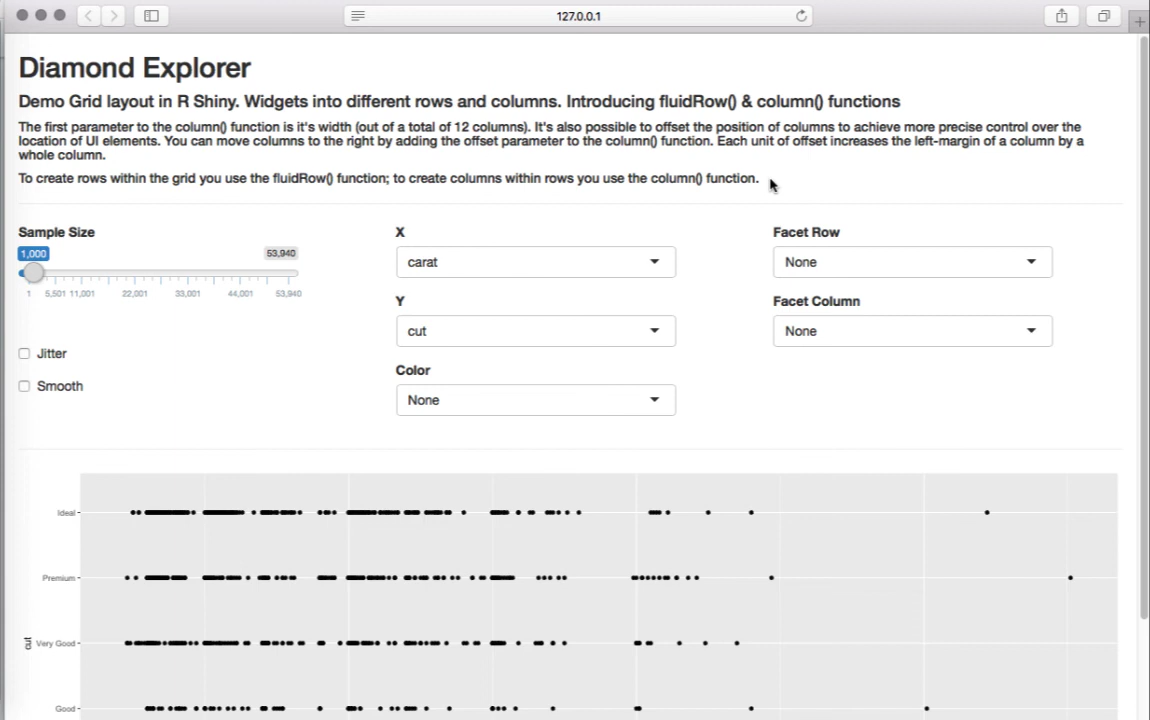 127.0.0.1
Diamond Explorer
Demo Grid layout in R Shiny. Widgets into different rows and columns. Introducing fluidRow() & column() functions
The first parameter to the column() function is it's width (out of a total of 12 columns). It's also possible to offset the position of columns to achieve more precise control over the
location of UI elements. You can move columns to the right by adding the offset parameter to the column() function. Each unit of offset increases the left-margin of a column by a
whole column.
To create rows within the grid you use the fluidRow() function; to create columns within rows you use the column() function.
Sample Size
1,000 53,940
1 5,501 11,001 22,001 33,001 44,001 53,940
Jitter
Smooth
X
carat
Y
cut
Color
None
Facet Row
None
Facet Column
None
Ideal
Premium
Very Good
Good
cut